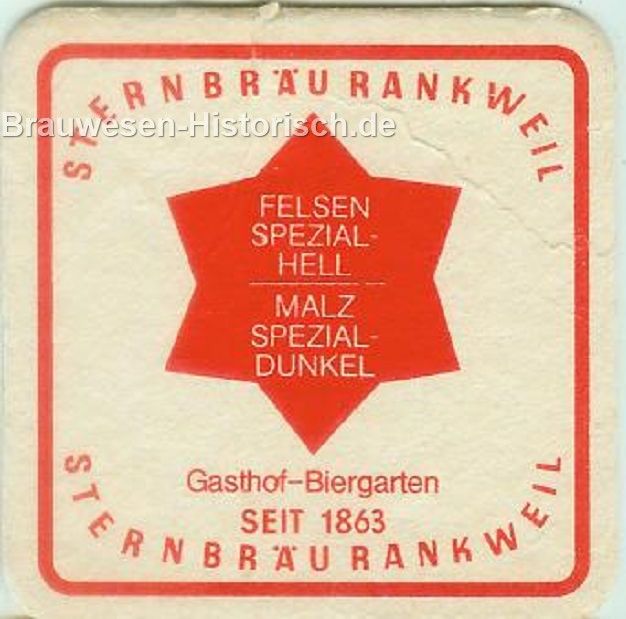 STERNBRÄU RANKWEIL
Brauwesen-Historisch.de
FELSEN
SPEZIAL-
HELL
MALZ
SPEZIAL-
DUNKEL
Gasthof-Biergarten
SEIT 1863
STERNBRÄU RANKWEIL